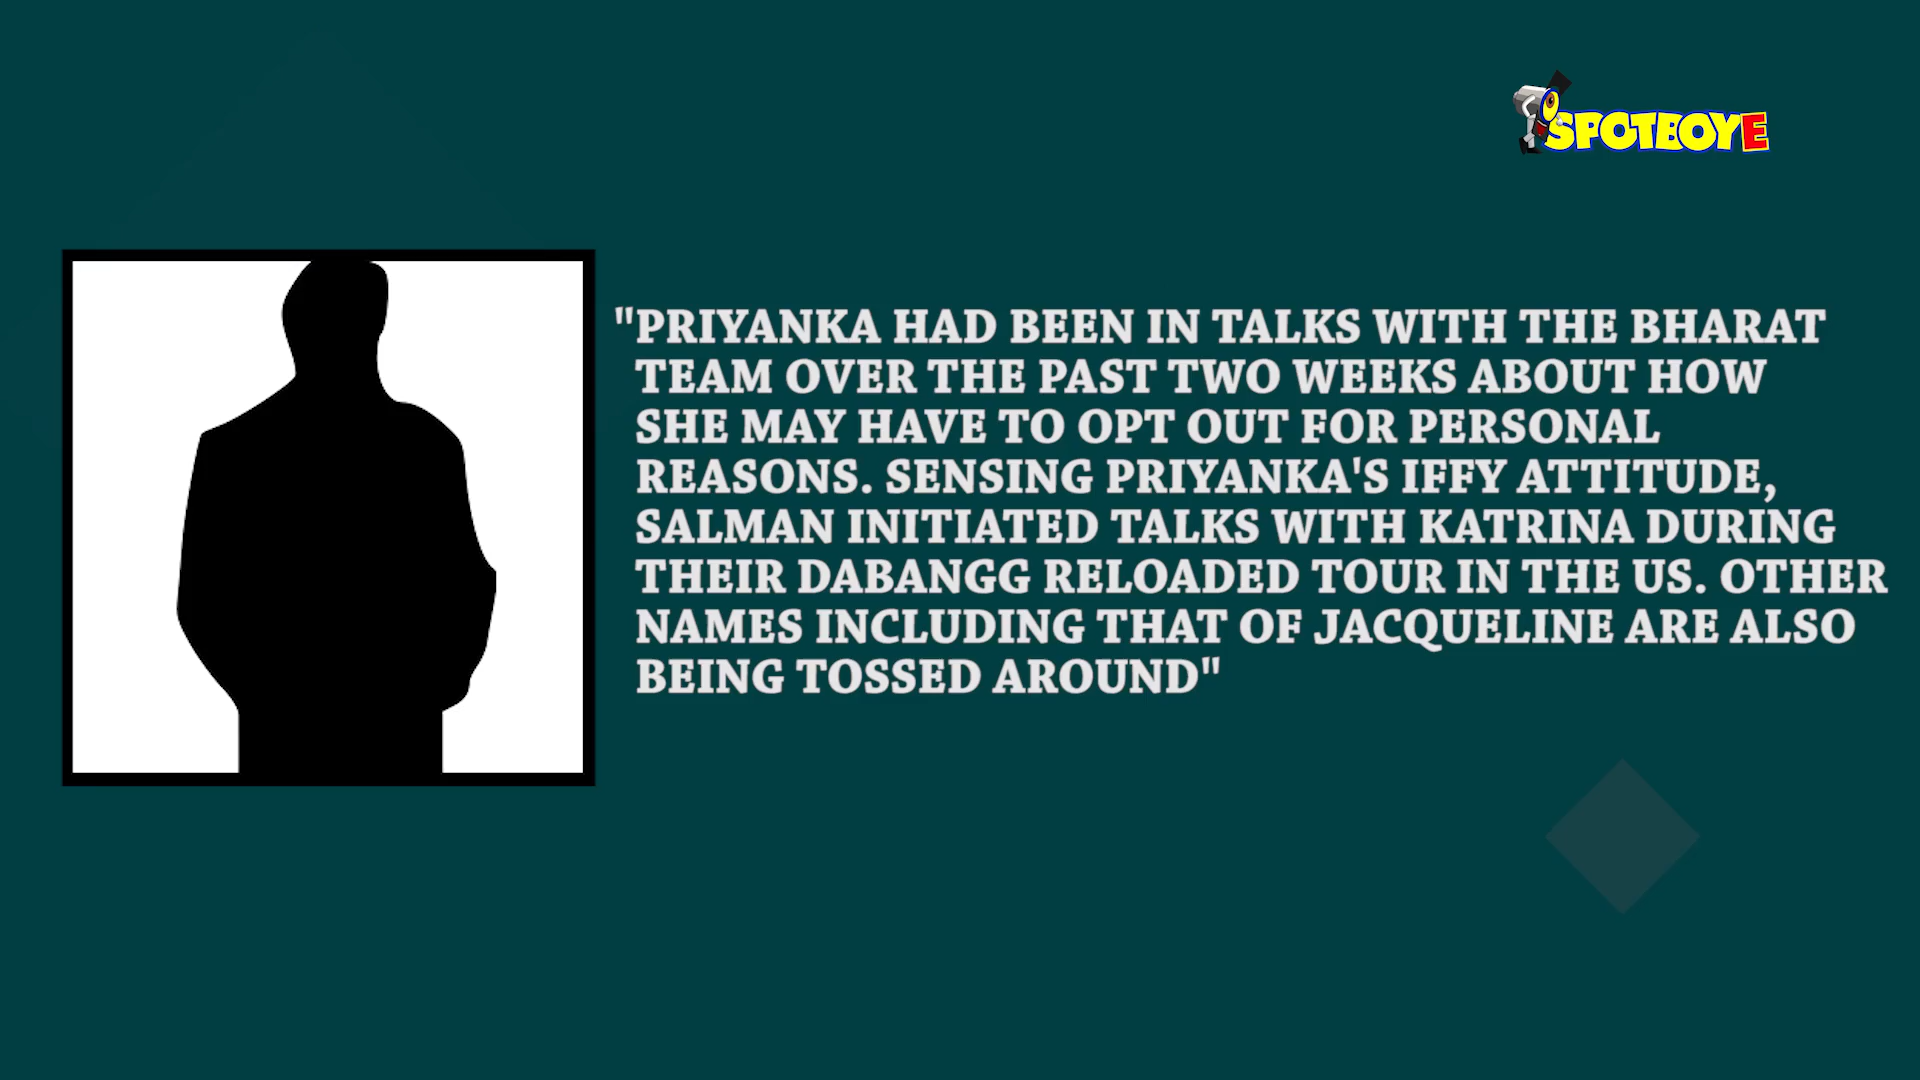 SPOTBOYE
"PRIYANKA HAD BEEN IN TALKS WITH THE BHARAT
TEAM OVER THE PAST TWO WEEKS ABOUT HOW
SHE MAY HAVE TO OPT OUT FOR PERSONAL
REASONS. SENSING PRIYANKA'S IFFY ATTITUDE,
SALMAN INITIATED TALKS WITH KATRINA DURING
THEIR DABANGG RELOADED TOUR IN THE US. OTHER
NAMES INCLUDING THAT OF JACQUELINE ARE ALSO
BEING TOSSED AROUND"